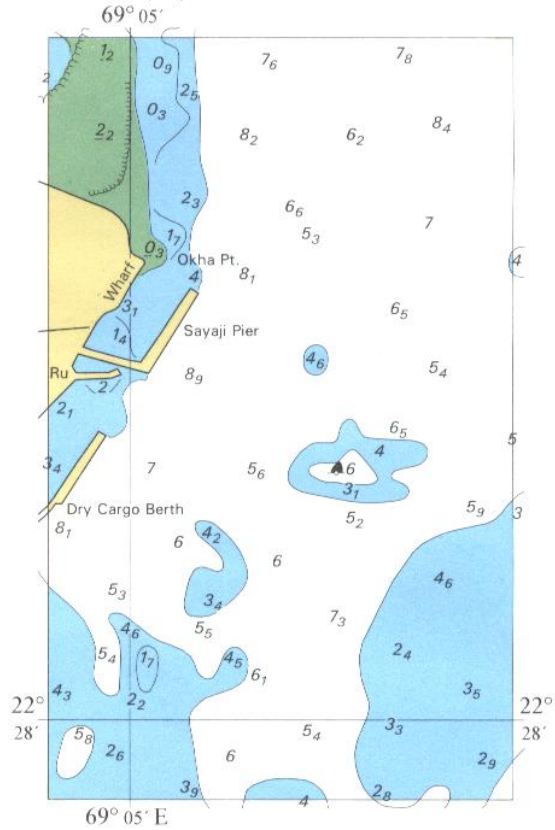 69° 05′
1₂ 0₉ 7₆ 7₈
2 2₅
0₃
2₂ 8₂ 6₂ 8₄
2₃ 6₆
1₇ 5₃ 7
0₃
Okha Pt. 4
Wharf 4 8₁
3₁ 6₅
1₄ Sayaji Pier
4₆ 5₄
Ru 8₉
2
2₁ 6₅ 5
4
3₄ 7 5₆ 6
3₁
Dry Cargo Berth 5₉ 3
8₁ 5₂
6 4₂
6 4₆
5₃ 3₄
7₃
4₆ 5₅
5₄ 1₇ 4₅ 2₄
6₁
4₃ 2₂ 3₅
22° 22°
28′ 5₈ 5₄ 3₃ 28′
2₆ 6 2₉
3₉ 4 2₈
69° 05′ E